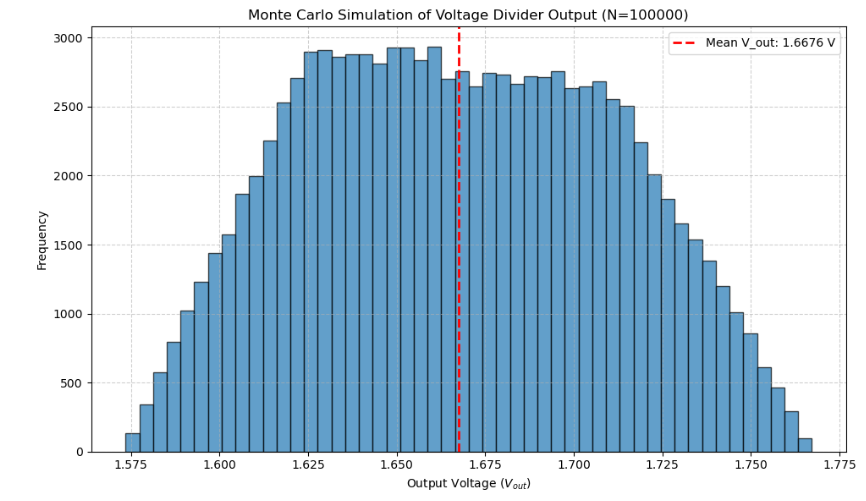 Monte Carlo Simulation of Voltage Divider Output (N=100000)
Mean V_out: 1.6676 V
3000
2500
2000
1500
1000
500
0
Frequency
1.575 1.600 1.625 1.650 1.675 1.700 1.725 1.750 1.775
Output Voltage (V_out)